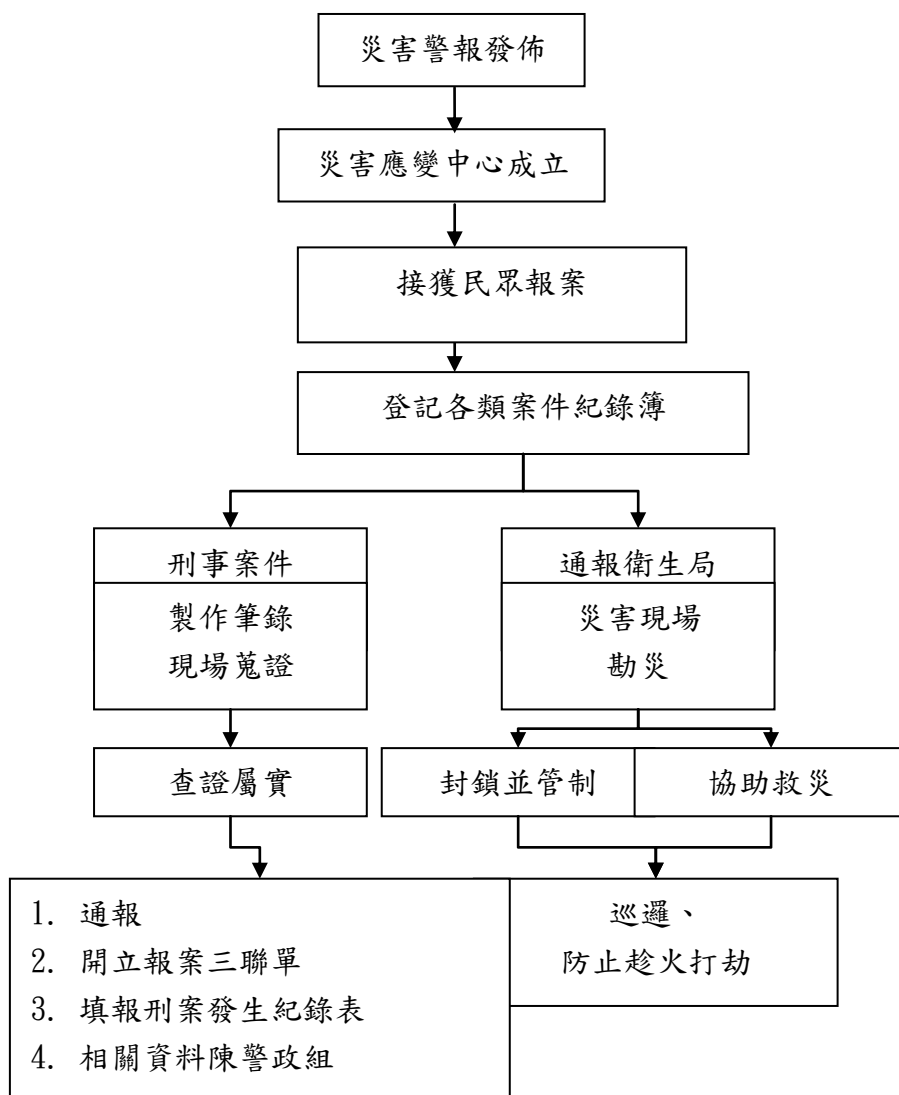 災害警報發佈
災害應變中心成立
接獲民眾報案
登記各類案件紀錄簿
刑事案件
製作筆錄
現場蒐證
查證屬實
1. 通報
2. 開立報案三聯單
3. 填報刑案發生紀錄表
4. 相關資料陳警政組
通報衛生局
災害現場
勘災
封鎖並管制
協助救災
巡邏、
防止趁火打劫